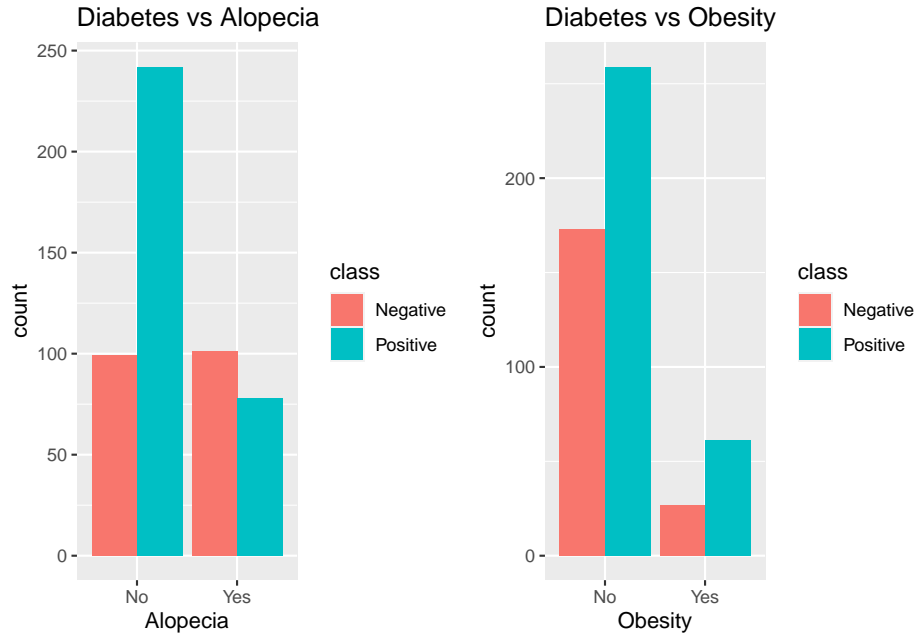 Diabetes vs Alopecia
250
200
150
100
50
0
count
No
Yes
Alopecia
class
Negative
Positive
Diabetes vs Obesity
200
100
0
count
No
Yes
Obesity
class
Negative
Positive